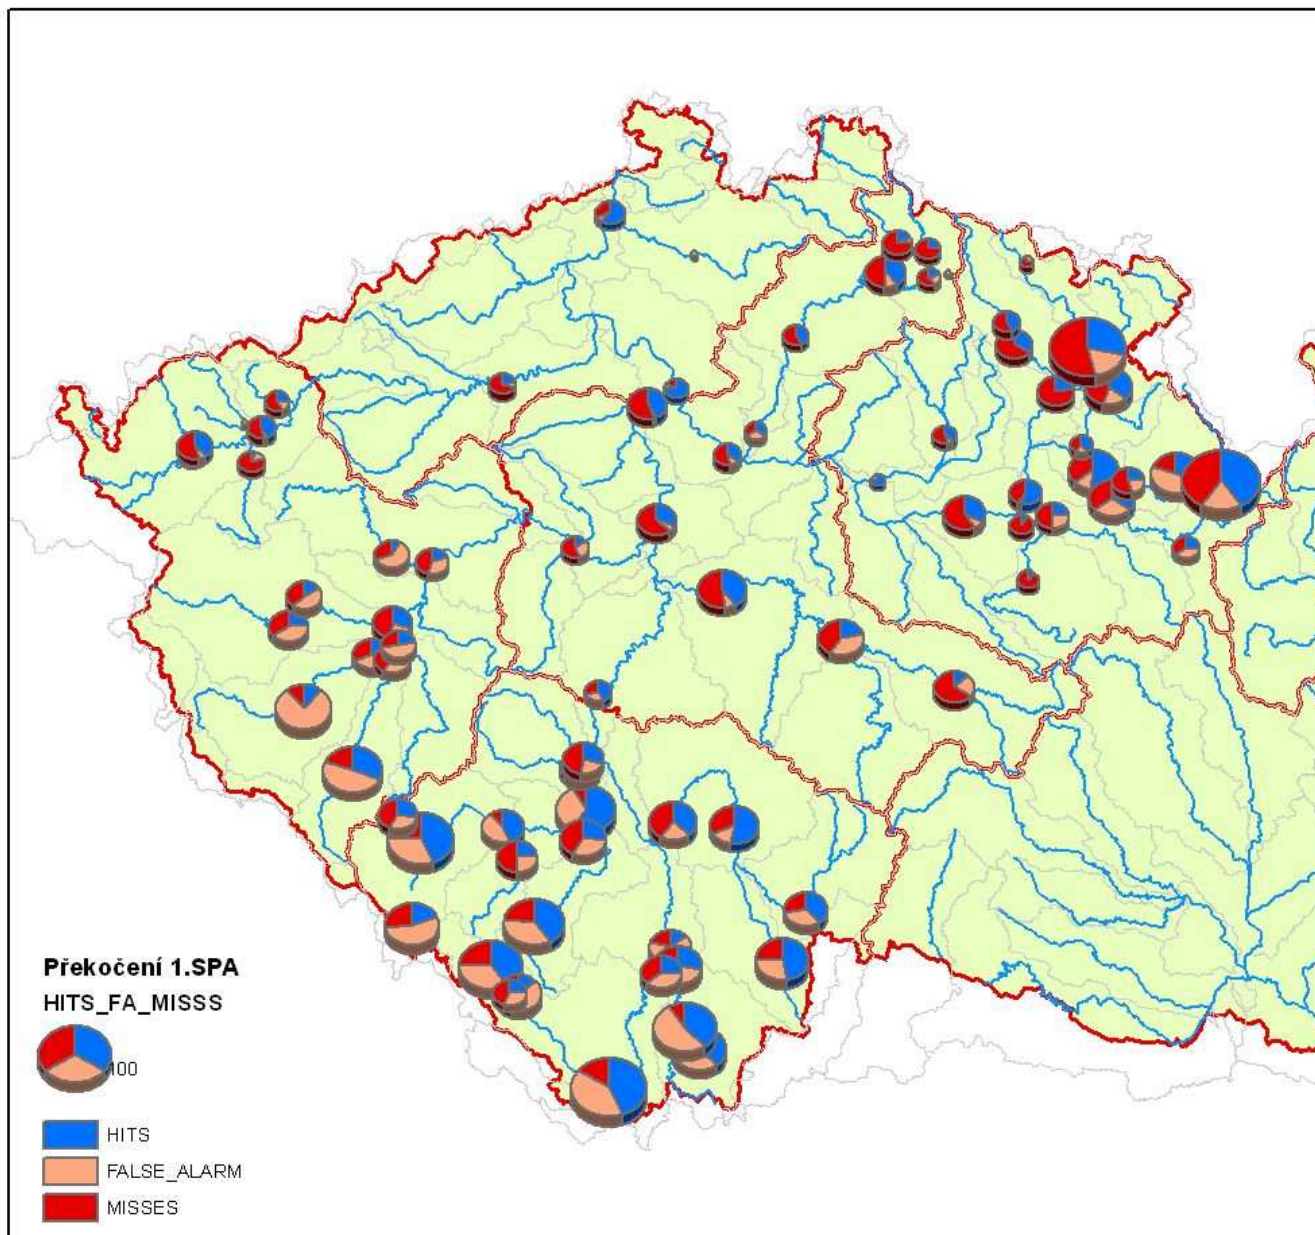 Překočení 1.SPA
HITS_FA_MISSS
100
HITS
FALSE_ALARM
MISSES